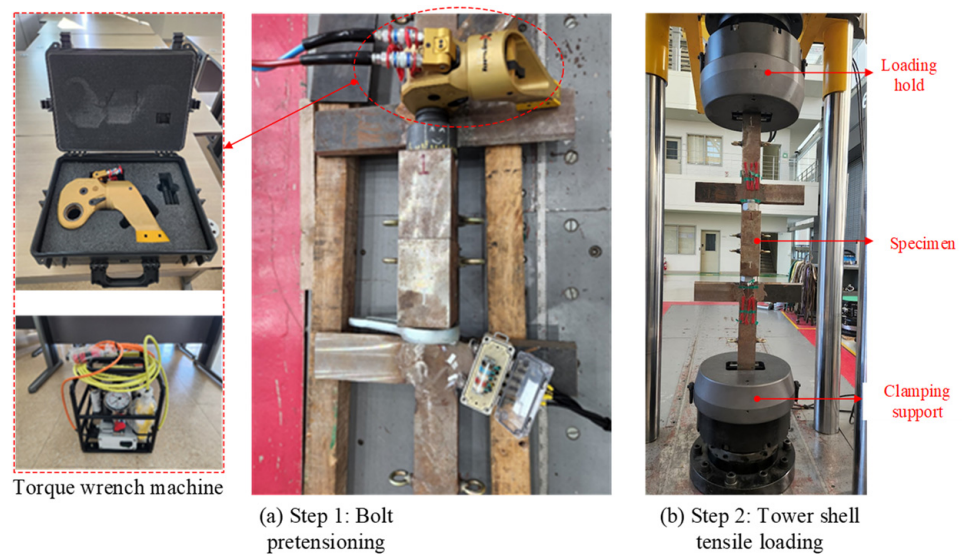 Loading
hold
Specimen
Clamping
support
Torque wrench machine
(a) Step 1: Bolt
pretensioning
(b) Step 2: Tower shell
tensile loading